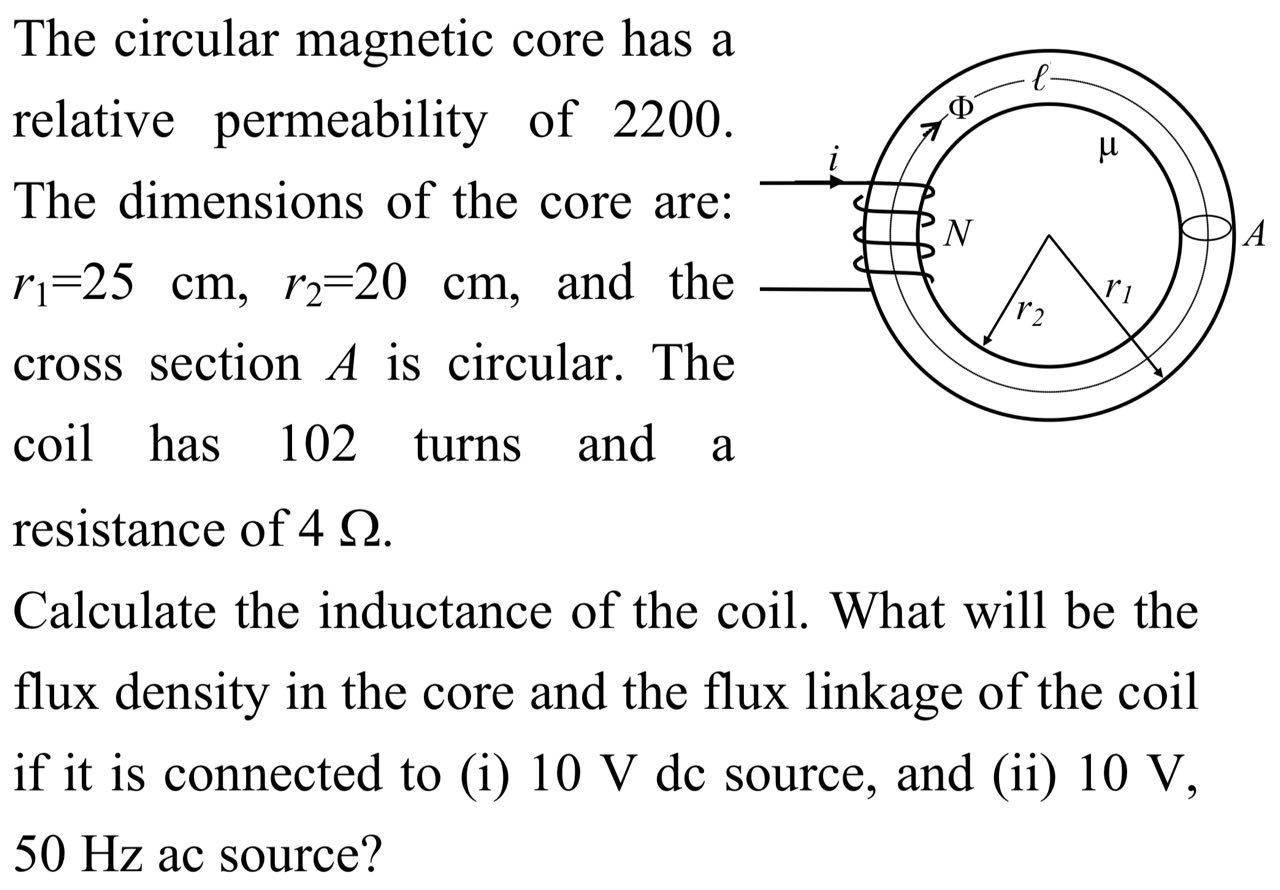 The circular magnetic core has a
relative permeability of 2200.
The dimensions of the core are:
r₁=25 cm, r₂=20 cm, and the
cross section A is circular. The
coil has 102 turns and a
resistance of 4 Ω.
Calculate the inductance of the coil. What will be the
flux density in the core and the flux linkage of the coil
if it is connected to (i) 10 V dc source, and (ii) 10 V,
50 Hz ac source?
ℓ
Φ
μ
i
N
A
r₁
r₂